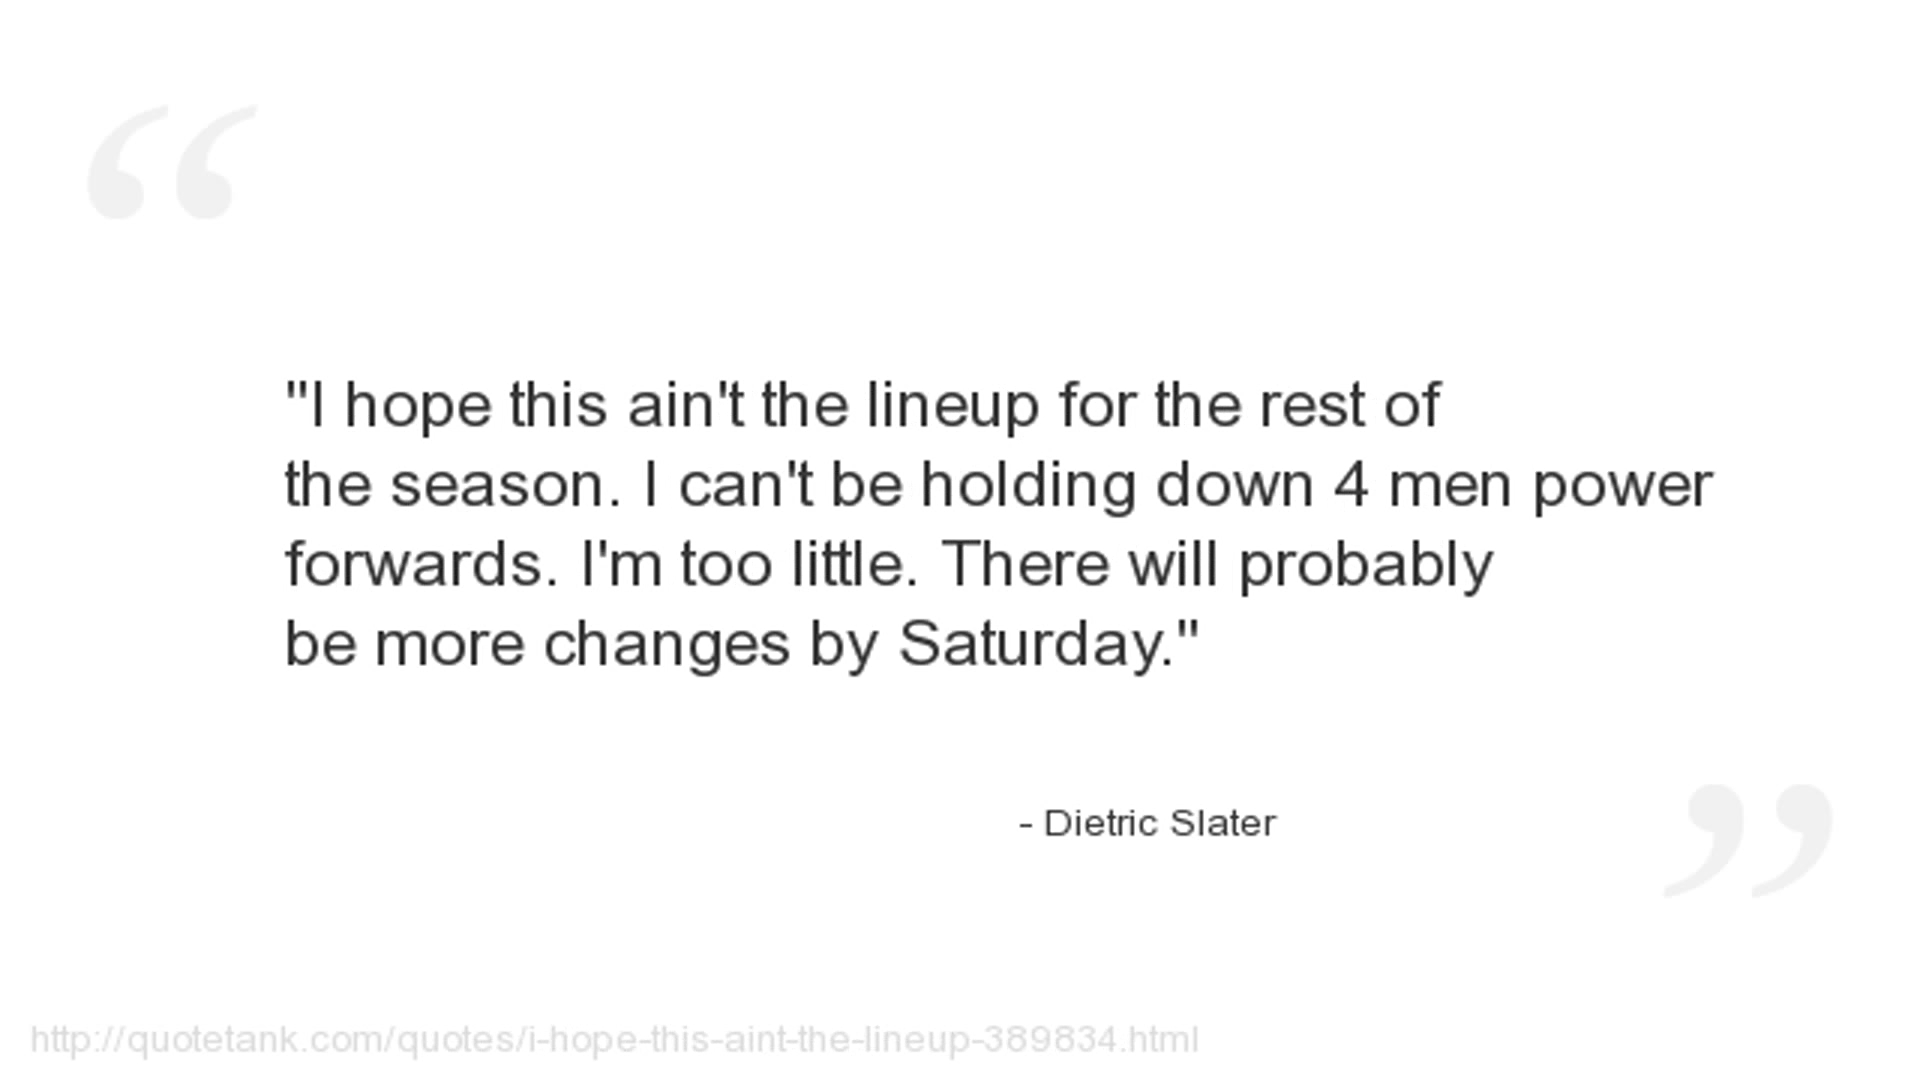 "I hope this ain't the lineup for the rest of
the season. I can't be holding down 4 men power
forwards. I'm too little. There will probably
be more changes by Saturday."
- Dietric Slater
http://quotetank.com/quotes/i-hope-this-aint-the-lineup-389834.html